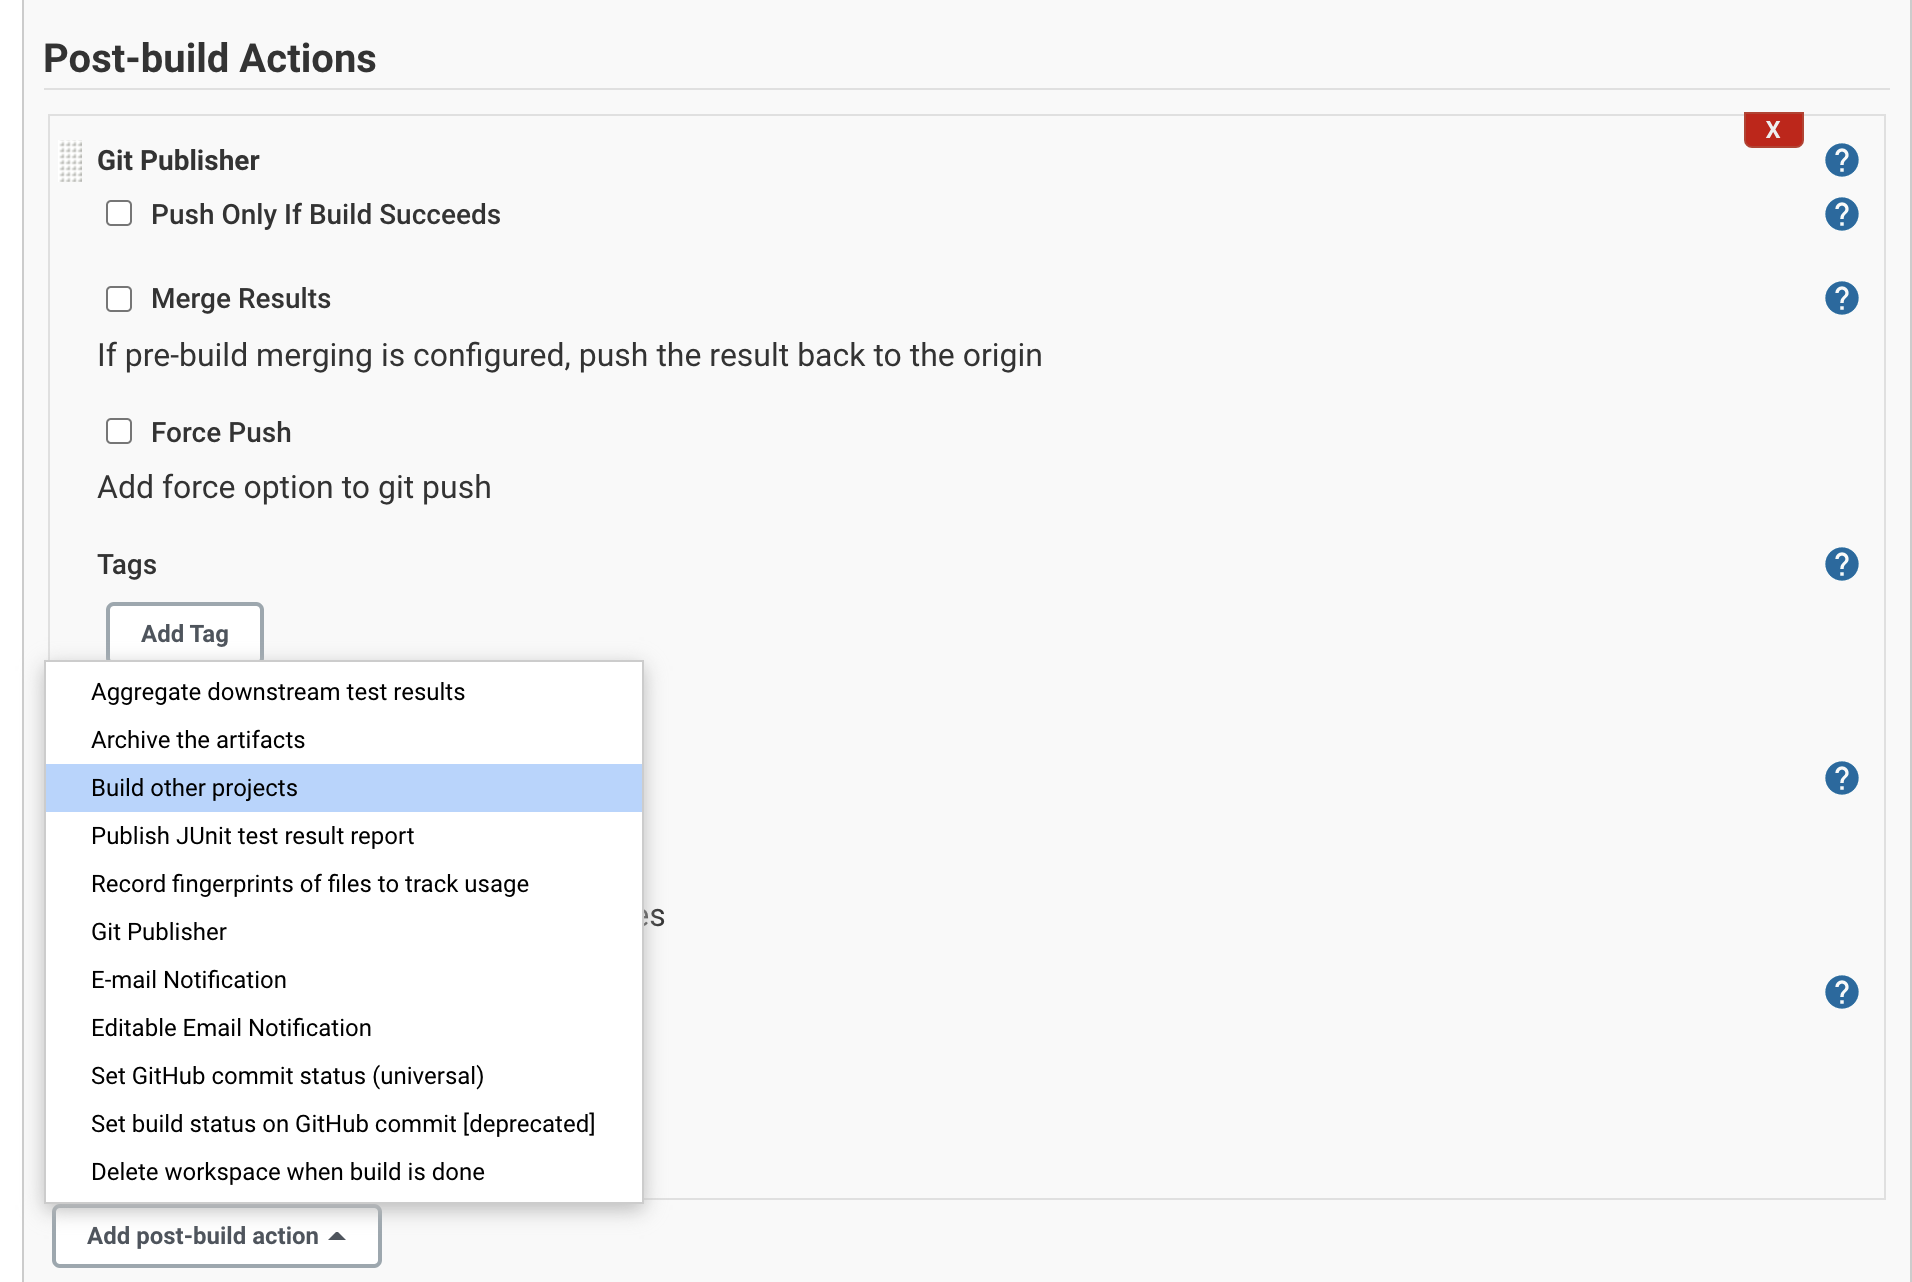 Post-build Actions
X
Git Publisher
?
Push Only If Build Succeeds
?
Merge Results
?
If pre-build merging is configured, push the result back to the origin
Force Push
Add force option to git push
Tags
?
Add Tag
Aggregate downstream test results
Archive the artifacts
Build other projects
?
Publish JUnit test result report
Record fingerprints of files to track usage
Git Publisher
E-mail Notification
?
Editable Email Notification
Set GitHub commit status (universal)
Set build status on GitHub commit [deprecated]
Delete workspace when build is done
Add post-build action